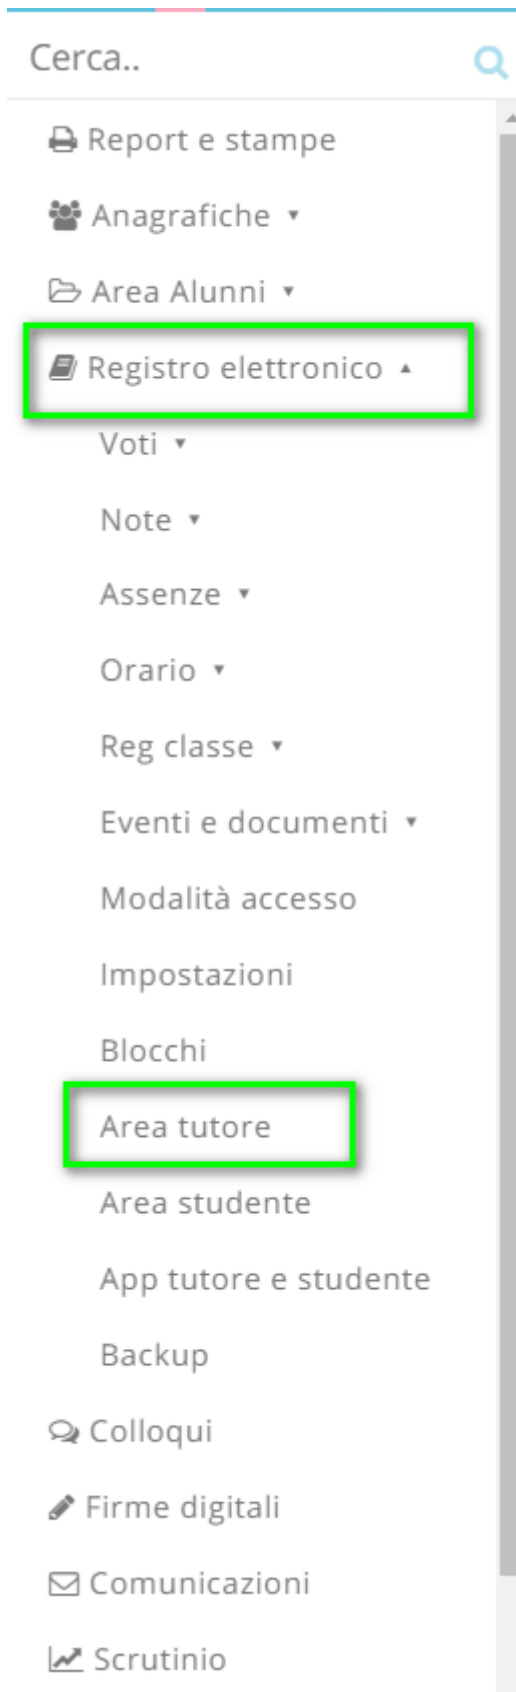 Cerca..
Report e stampe
Anagrafiche
Area Alunni
Registro elettronico
Voti
Note
Assenze
Orario
Reg classe
Eventi e documenti
Modalità accesso
Impostazioni
Blocchi
Area tutore
Area studente
App tutore e studente
Backup
Colloqui
Firme digitali
Comunicazioni
Scrutinio